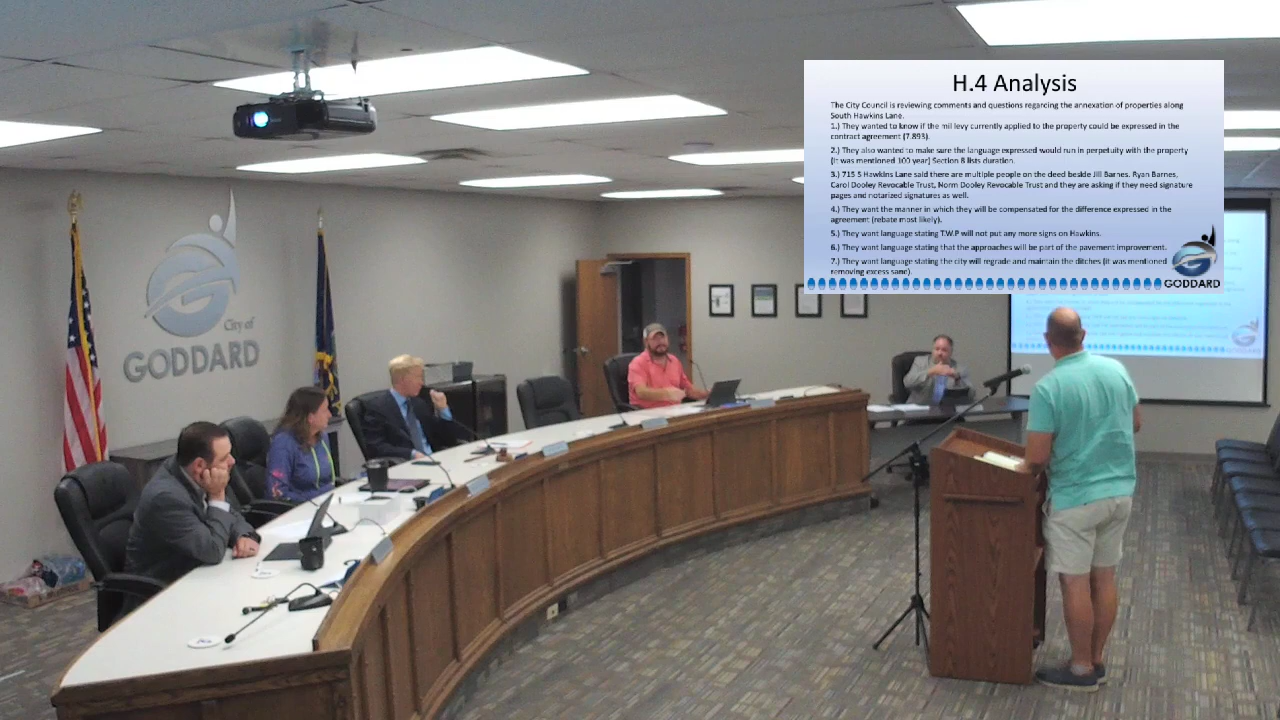 H.4 Analysis
The City Council is reviewing comments and questions regarding the annexation of properties along
South Hawkins Lane.
1.) They wanted to know if the mil levy currently applied to the property could be expressed in the
contract agreement (7.893).
2.) They also wanted to make sure the language expressed would run in perpetuity with the property
(it was mentioned 100 year) Section 8 lists duration.
3.) 715 S Hawkins Lane said there are multiple people on the deed beside Jill Barnes. Ryan Barnes,
Carol Dooley Revocable Trust, Norm Dooley Revocable Trust and they are asking if they need signature
pages and notarized signatures as well.
4.) They want the manner in which they will be compensated for the difference expressed in the
agreement (rebate most likely).
5.) They want language stating T.W.P will not put any more signs on Hawkins.
6.) They want language stating that the approaches will be part of the pavement improvement.
7.) They want language stating the city will regrade and maintain the ditches (it was mentioned
removing excess sand).
GODDARD
City of
GODDARD